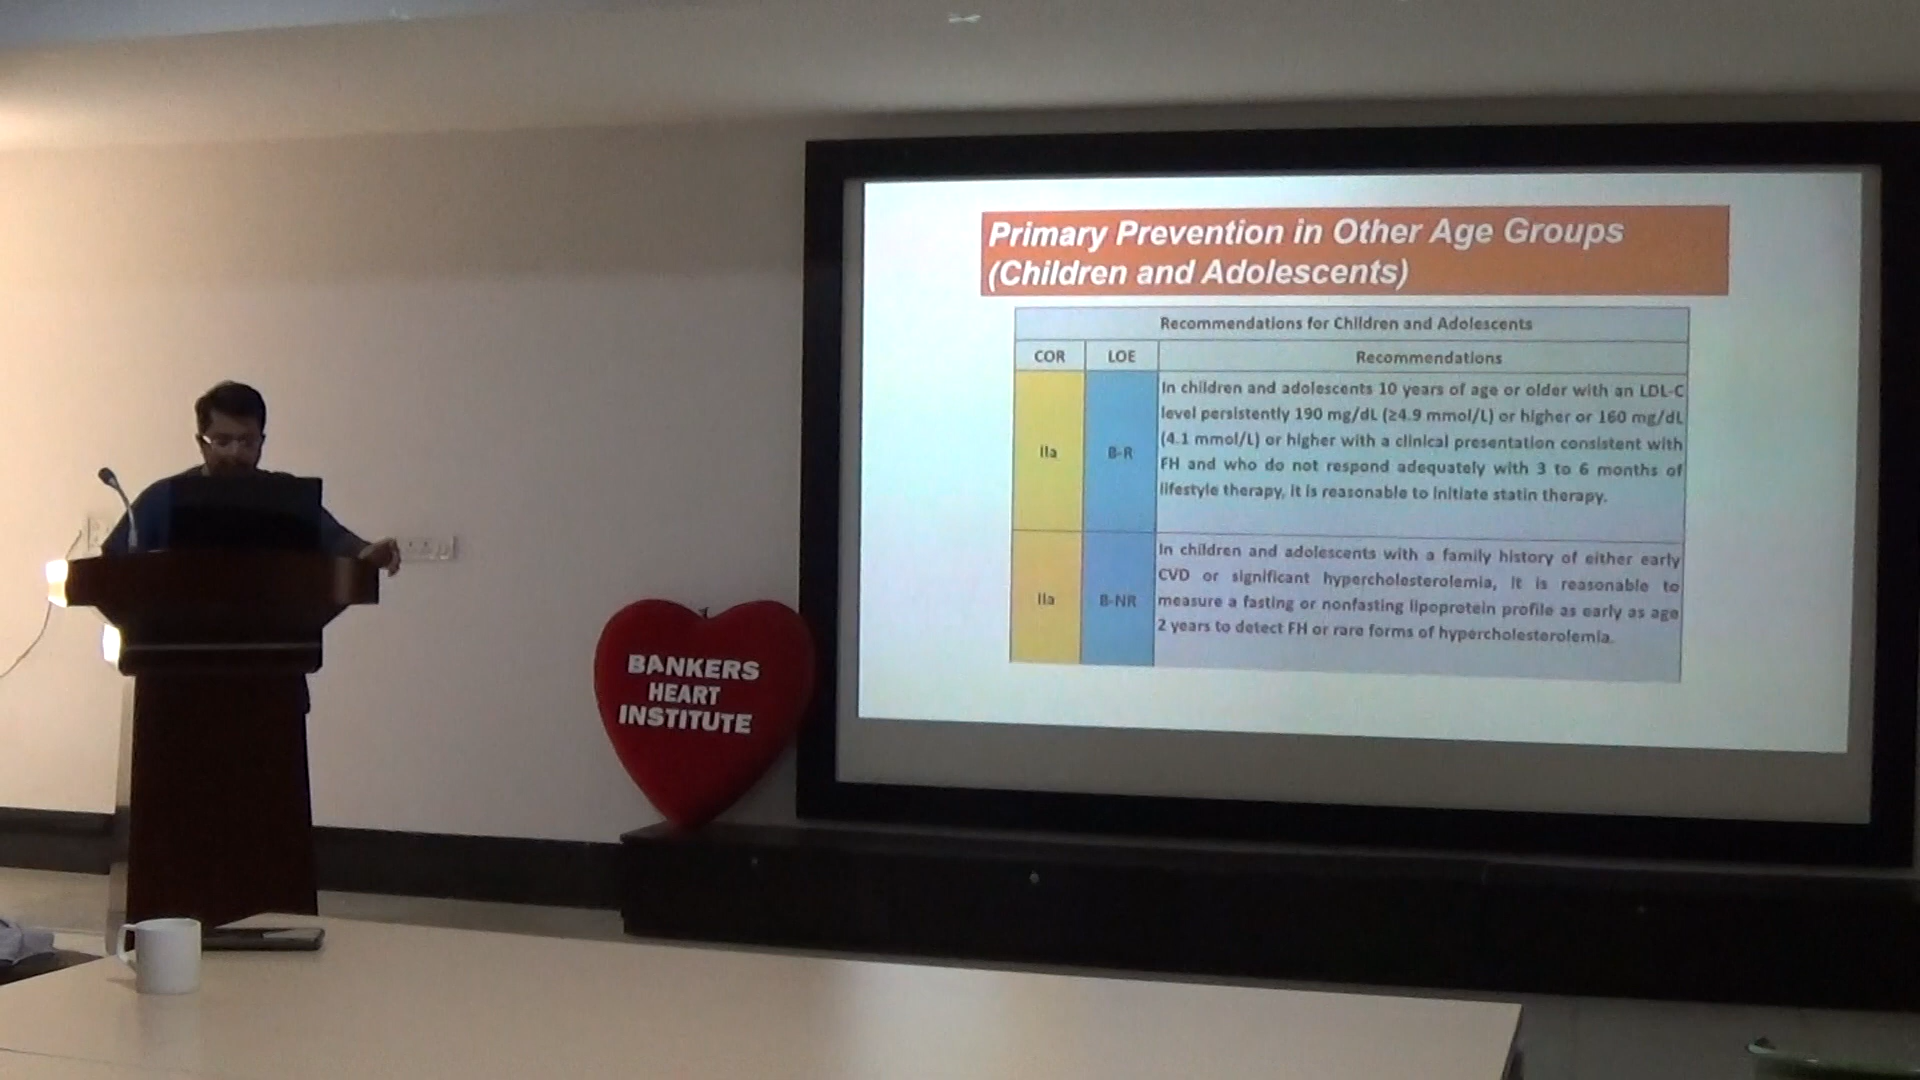 Primary Prevention in Other Age Groups
(Children and Adolescents)
Recommendations for Children and Adolescents
COR LOE Recommendations
IIa B-R
In children and adolescents 10 years of age or older with an LDL-C
level persistently 190 mg/dL (≥4.9 mmol/L) or higher or 160 mg/dL
(4.1 mmol/L) or higher with a clinical presentation consistent with
FH and who do not respond adequately with 3 to 6 months of
lifestyle therapy, it is reasonable to initiate statin therapy.
IIa B-NR
In children and adolescents with a family history of either early
CVD or significant hypercholesterolemia, it is reasonable to
measure a fasting or nonfasting lipoprotein profile as early as age
2 years to detect FH or rare forms of hypercholesterolemia.
BANKERS
HEART
INSTITUTE